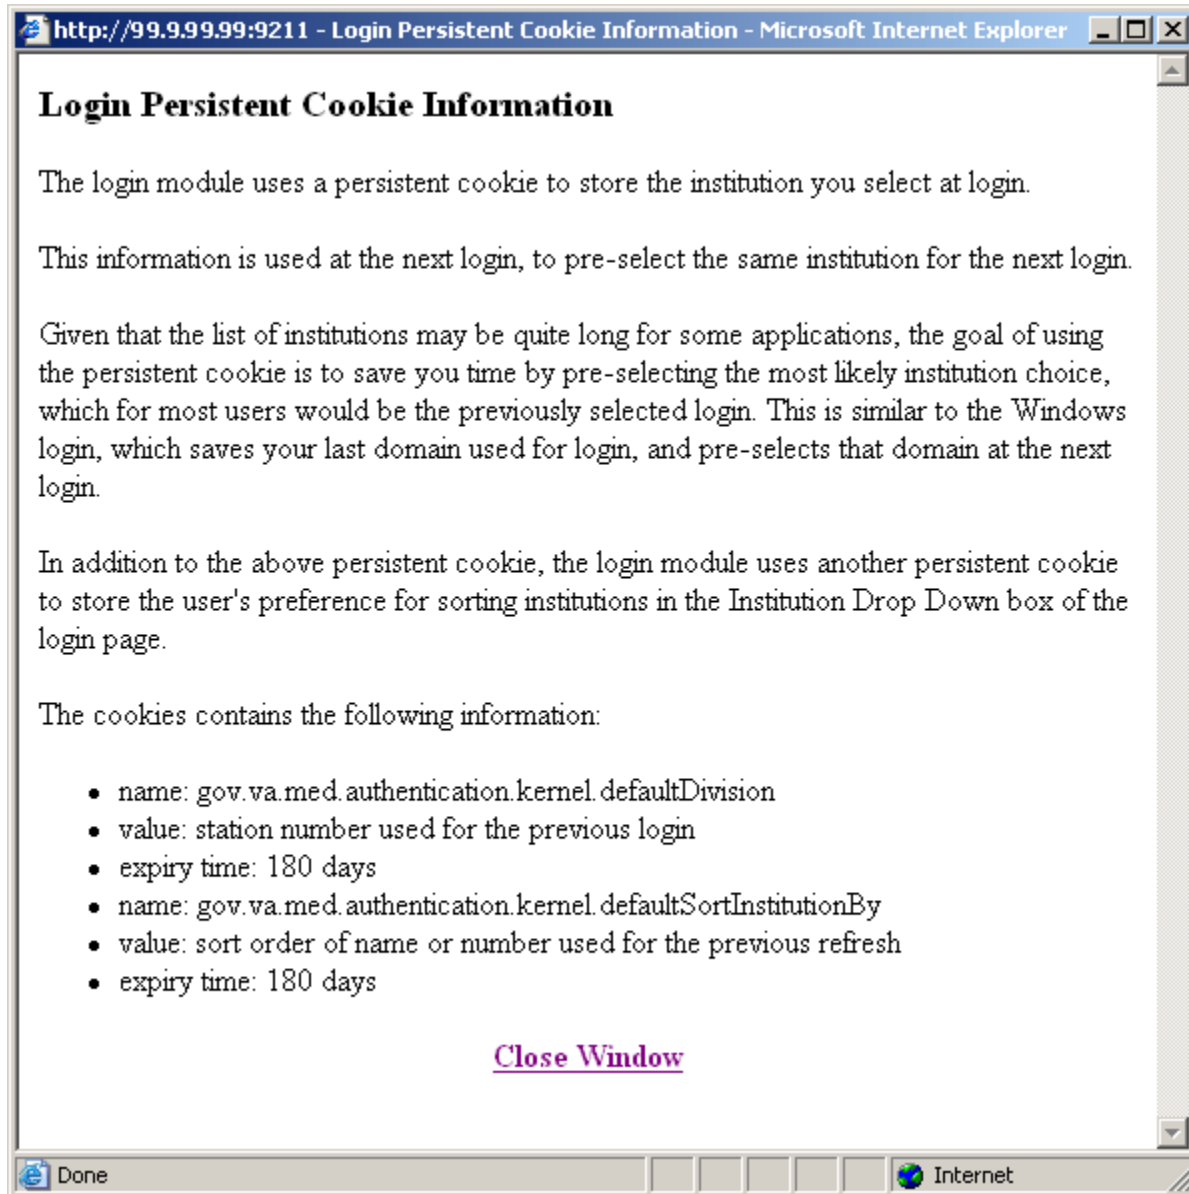 http://99.9.99.99:9211 - Login Persistent Cookie Information - Microsoft Internet Explorer
Login Persistent Cookie Information
The login module uses a persistent cookie to store the institution you select at login.
This information is used at the next login, to pre-select the same institution for the next login.
Given that the list of institutions may be quite long for some applications, the goal of using
the persistent cookie is to save you time by pre-selecting the most likely institution choice,
which for most users would be the previously selected login. This is similar to the Windows
login, which saves your last domain used for login, and pre-selects that domain at the next
login.
In addition to the above persistent cookie, the login module uses another persistent cookie
to store the user's preference for sorting institutions in the Institution Drop Down box of the
login page.
The cookies contains the following information:
• name: gov.va.med.authentication.kernel.defaultDivision
• value: station number used for the previous login
• expiry time: 180 days
• name: gov.va.med.authentication.kernel.defaultSortInstitutionBy
• value: sort order of name or number used for the previous refresh
• expiry time: 180 days
Close Window
Done
Internet